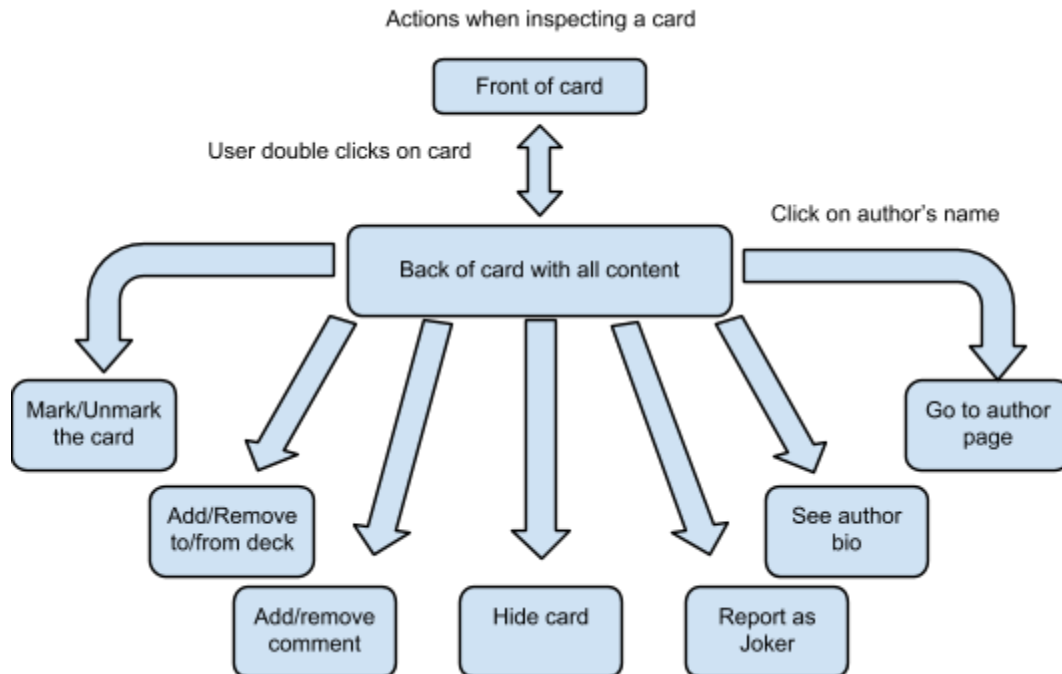 Actions when inspecting a card
Front of card
User double clicks on card
Click on author's name
Back of card with all content
Mark/Unmark
the card
Go to author
page
Add/Remove
to/from deck
See author
bio
Add/remove
comment
Hide card
Report as
Joker